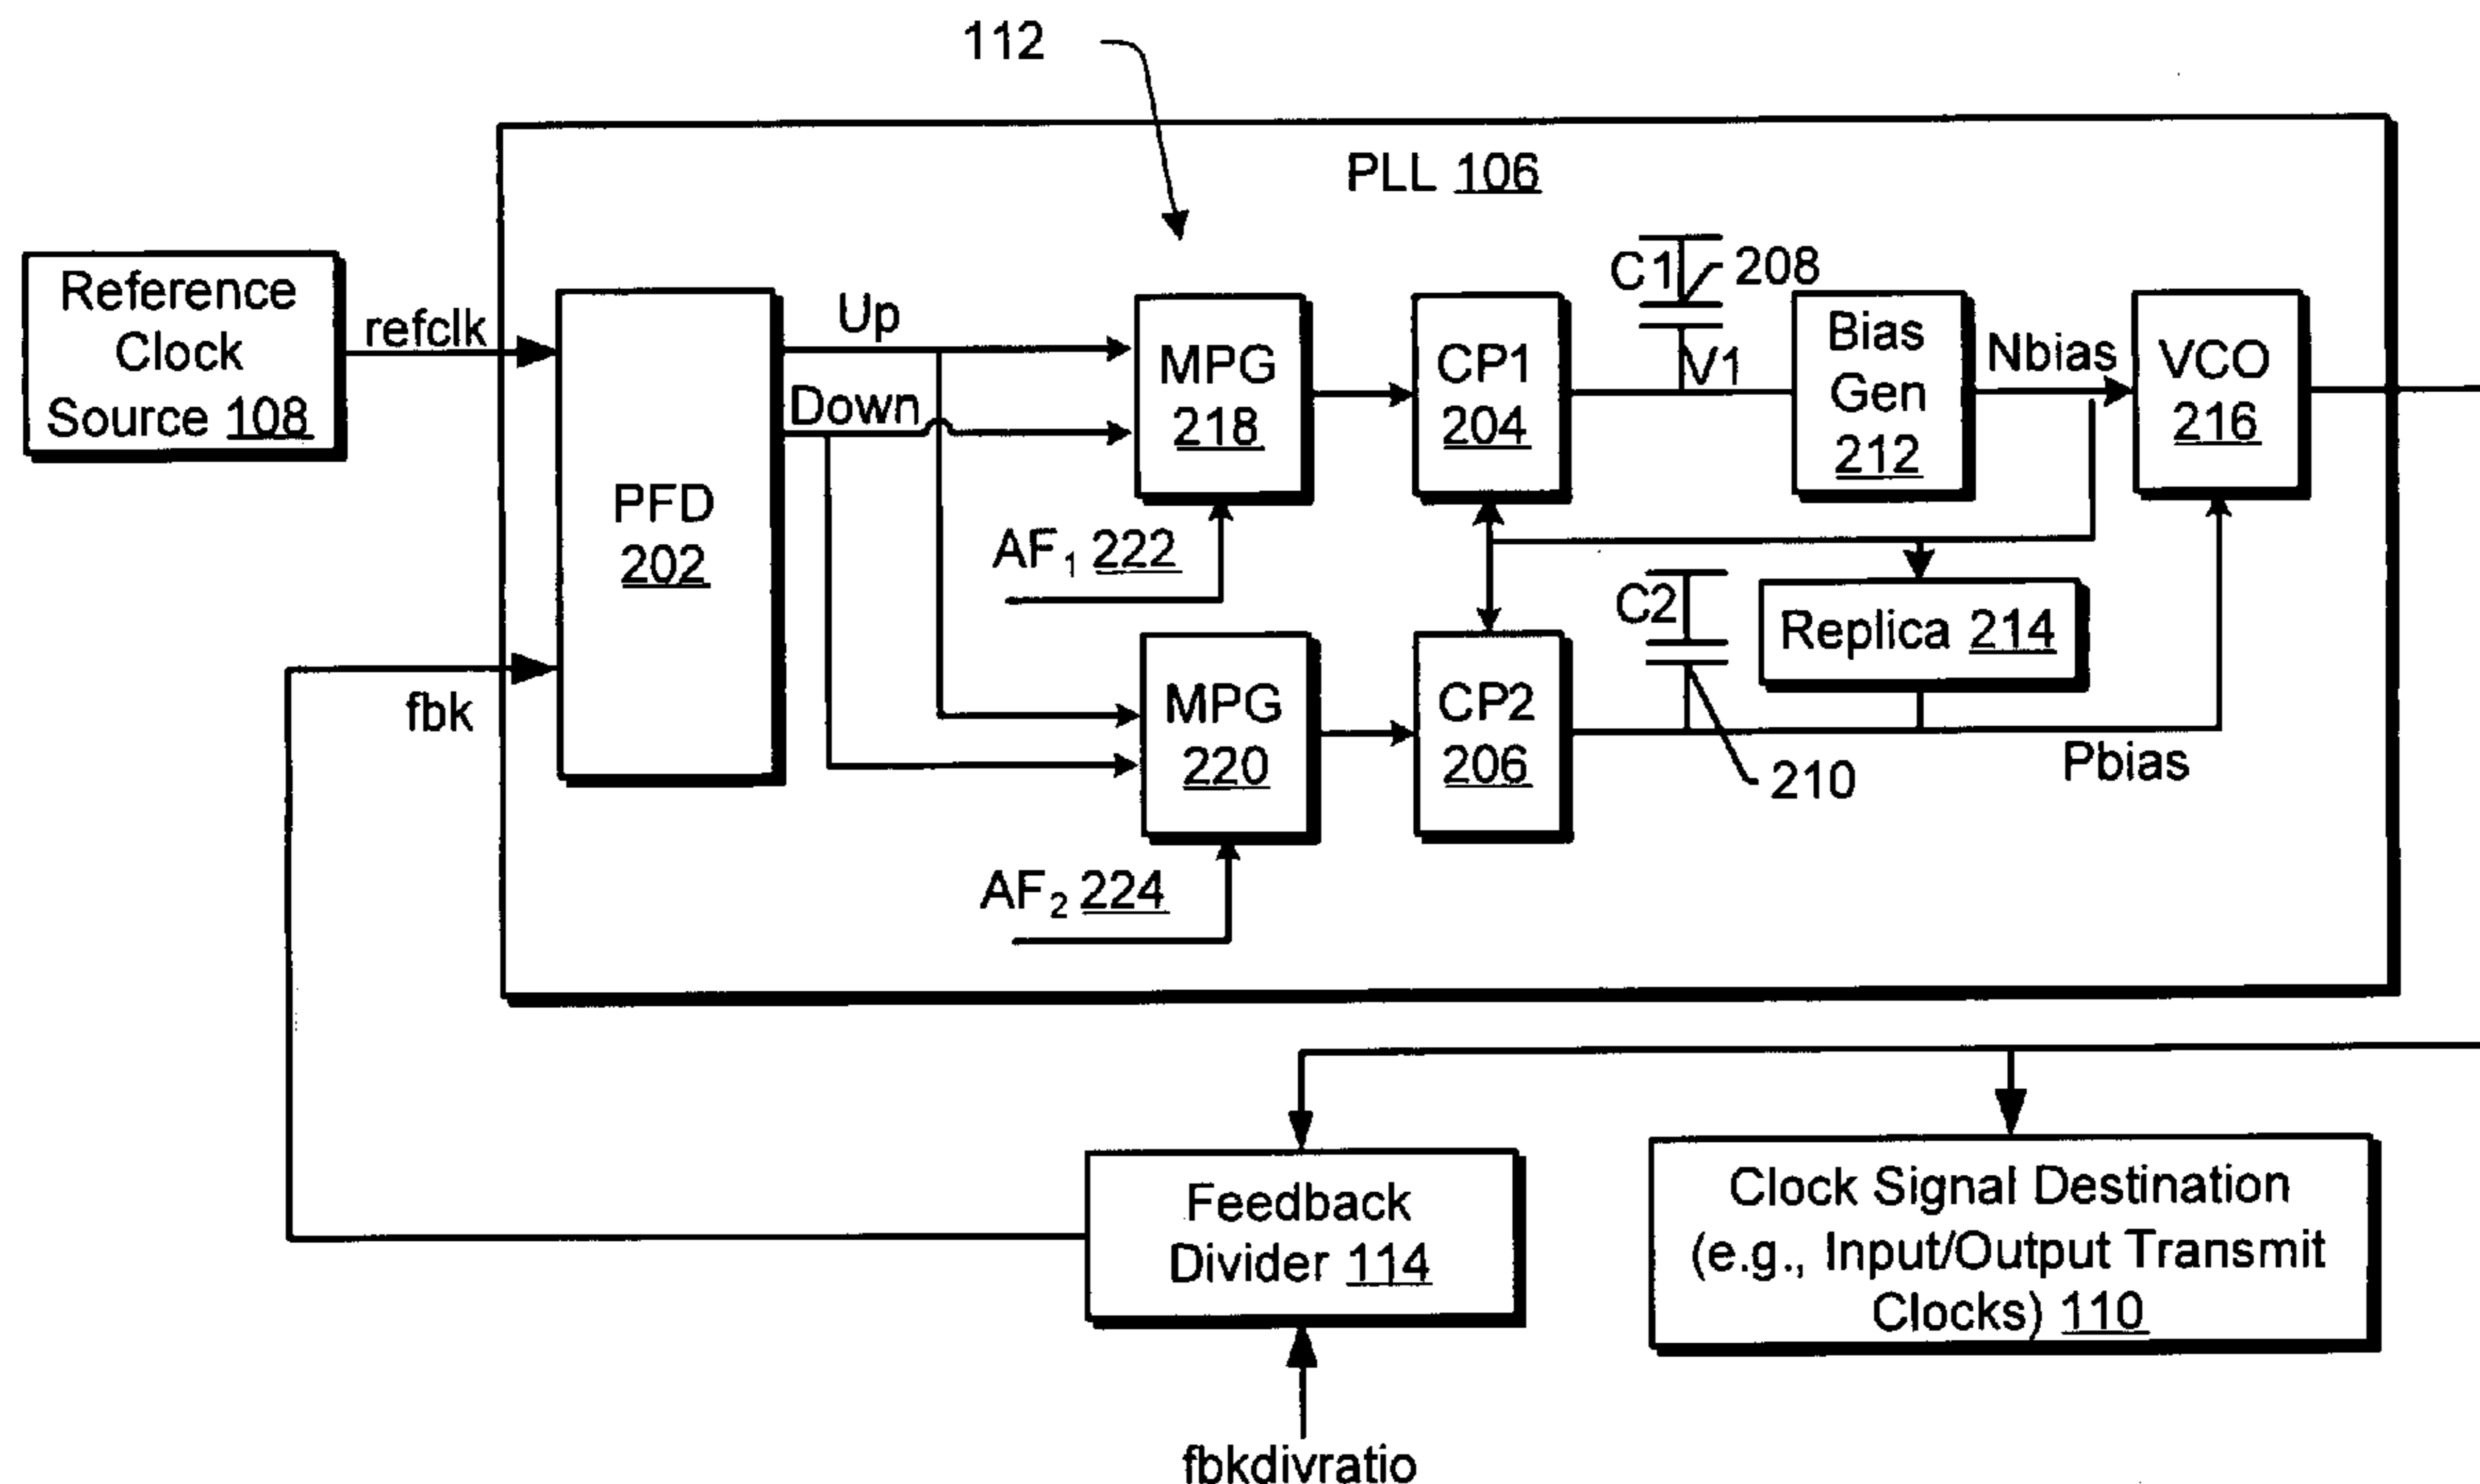 112
PLL 106
Reference
Clock
Source 108
refclk
fbk
PFD
202
Up
Down
MPG
218
AF₁ 222
CP1
204
C1
208
V1
Bias
Gen
212
Nbias
VCO
216
MPG
220
AF₂ 224
CP2
206
C2
210
Replica 214
Pbias
Feedback
Divider 114
fbkdivratio
Clock Signal Destination
(e.g., Input/Output Transmit
Clocks) 110